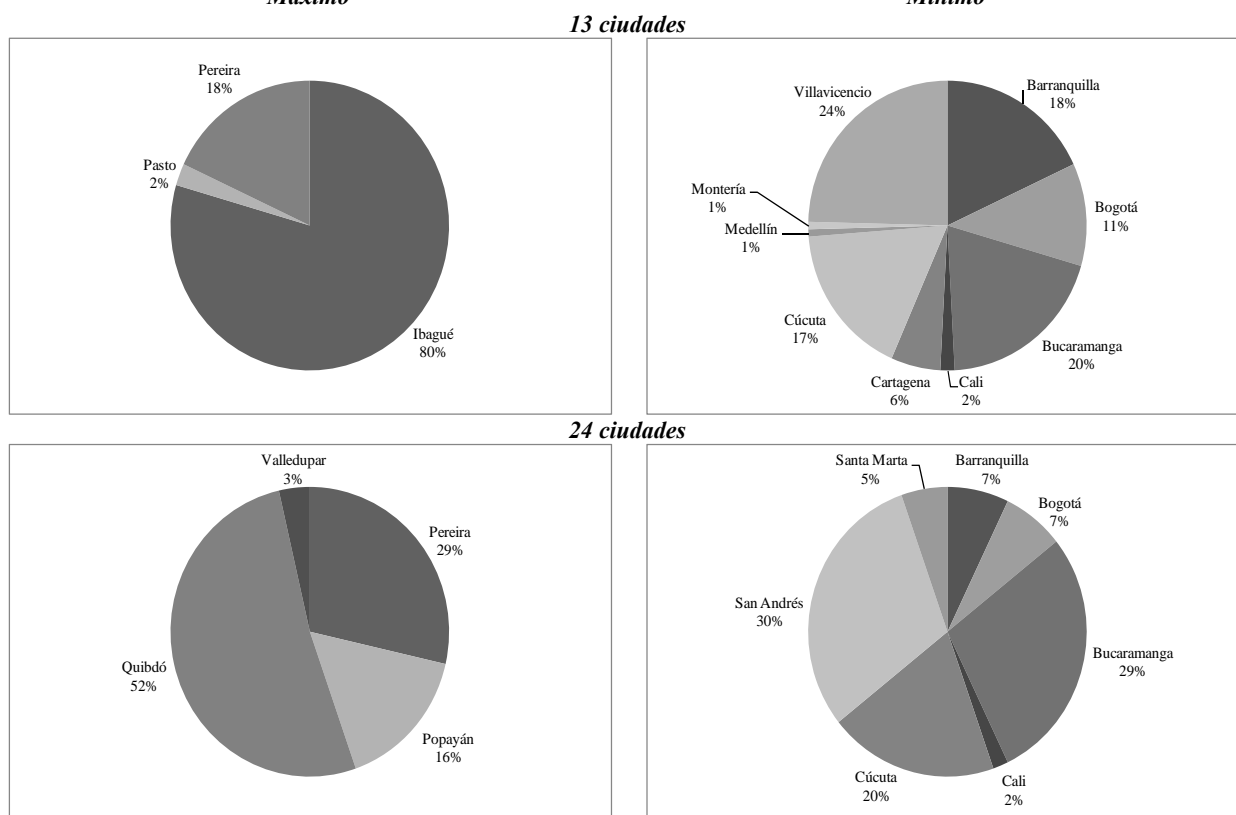 Máximo
Mínimo
13 ciudades
Pereira
18%
Pasto
2%
Ibagué
80%
Villavicencio
24%
Barranquilla
18%
Montería
1%
Medellín
1%
Bogotá
11%
Cúcuta
17%
Bucaramanga
20%
Cartagena
6%
Cali
2%
24 ciudades
Valledupar
3%
Pereira
29%
Quibdó
52%
Popayán
16%
Santa Marta
5%
Barranquilla
7%
Bogotá
7%
San Andrés
30%
Bucaramanga
29%
Cúcuta
20%
Cali
2%